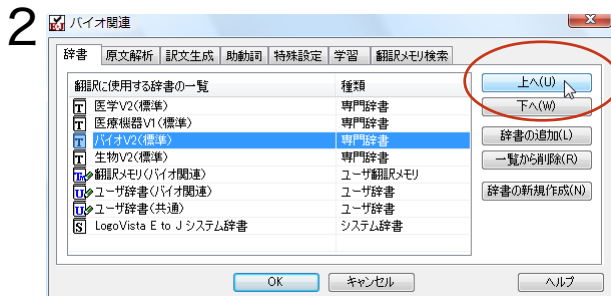 2
バイオ関連
辞書 原文解析 訳文生成 助動詞 特殊設定 学習 翻訳メモリ検索
翻訳に使用する辞書の一覧 種類
医学V2(標準) 専門辞書
医療機器V1(標準) 専門辞書
バイオV2(標準) 専門辞書
生物V2(標準) 専門辞書
翻訳メモリ(バイオ関連) ユーザ翻訳メモリ
ユーザ辞書(バイオ関連) ユーザ辞書
ユーザ辞書(共通) ユーザ辞書
LogoVista E to J システム辞書 システム辞書
上へ(U)
下へ(W)
辞書の追加(L)
一覧から削除(R)
辞書の新規作成(N)
OK キャンセル ヘルプ